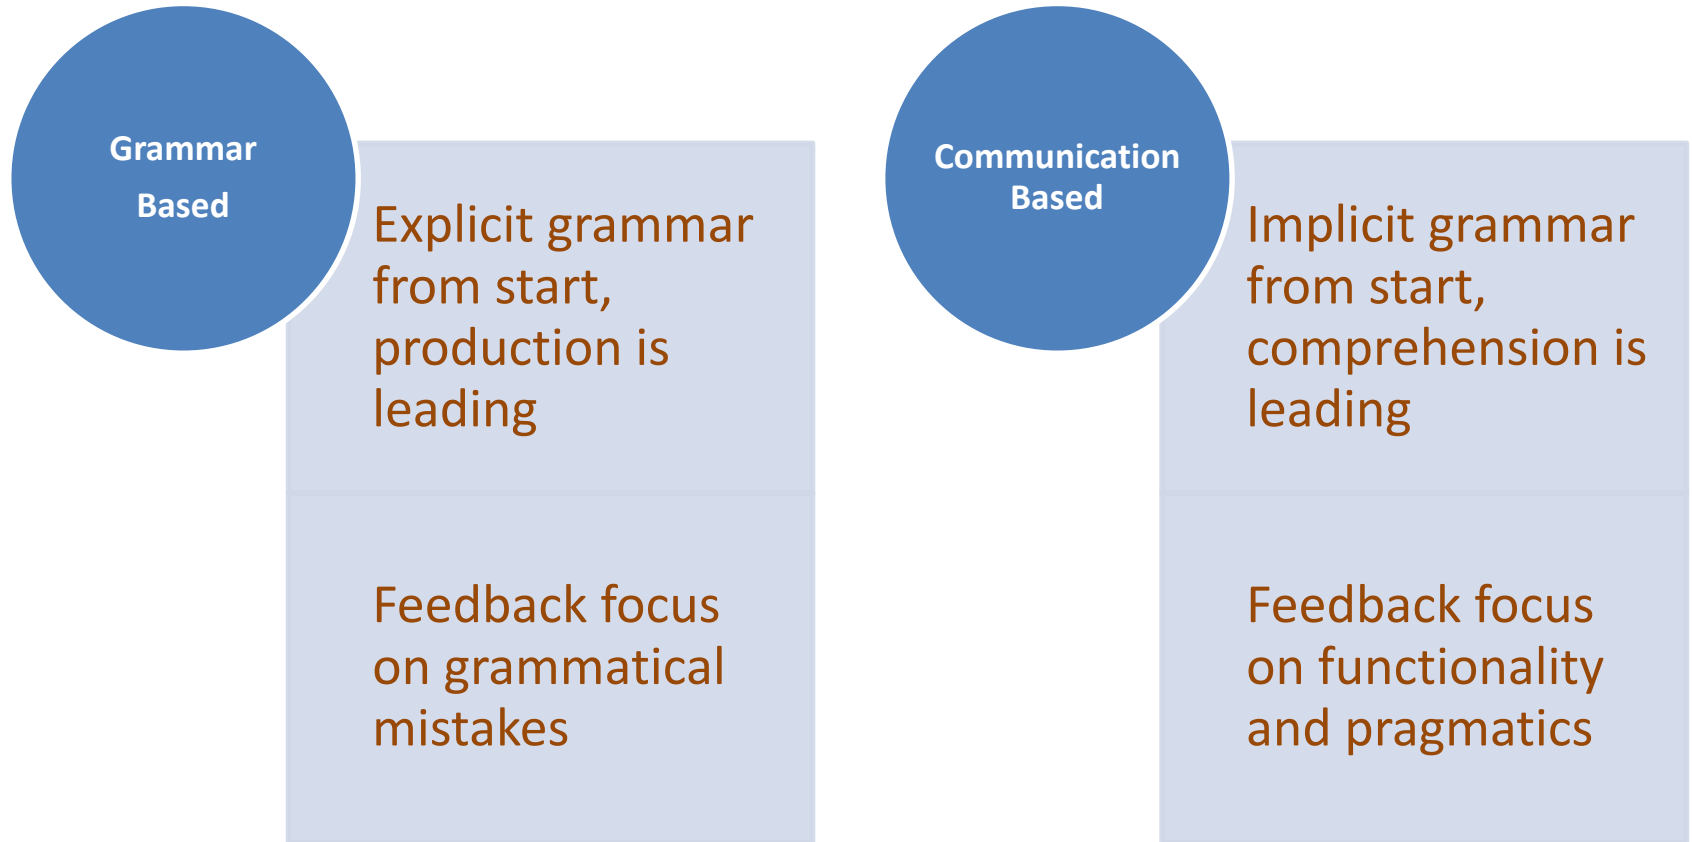 Grammar
Based
Explicit grammar
from start,
production is
leading
Feedback focus
on grammatical
mistakes
Communication
Based
Implicit grammar
from start,
comprehension is
leading
Feedback focus
on functionality
and pragmatics